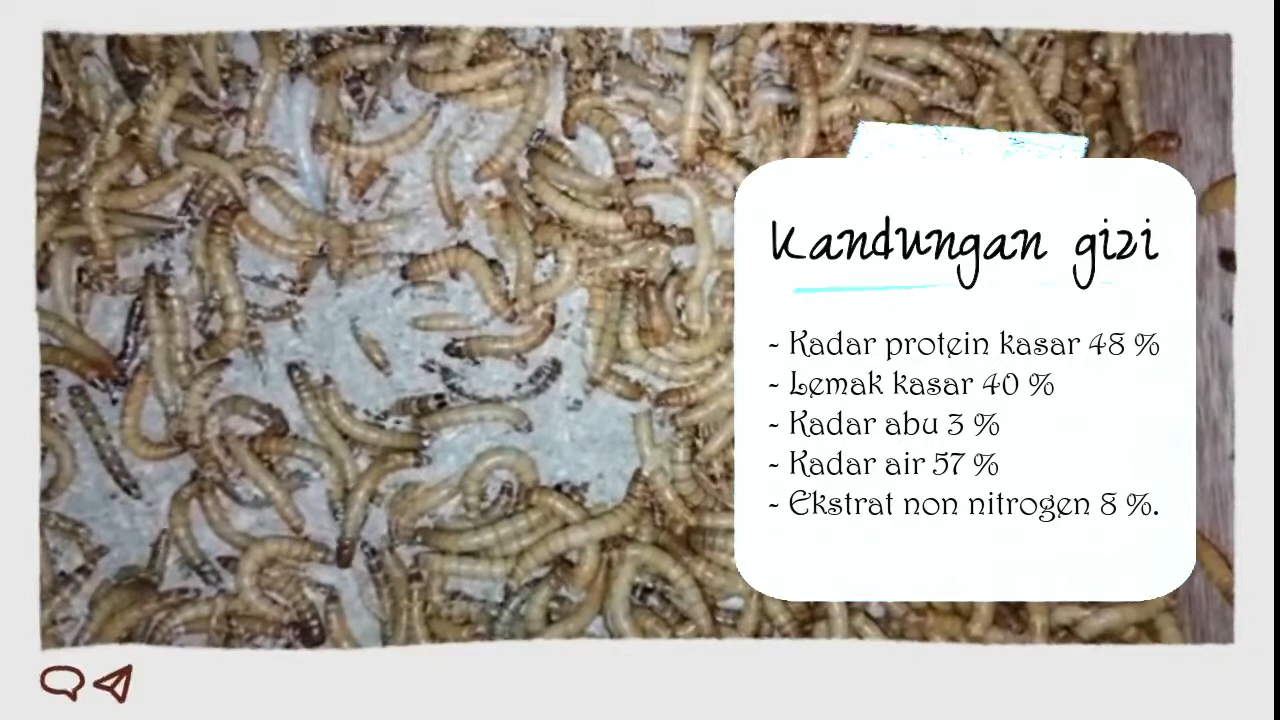 Kandungan gizi
- Kadar protein kasar 48 %
- Lemak kasar 40 %
- Kadar abu 3 %
- Kadar air 57 %
- Ekstrat non nitrogen 8 %.